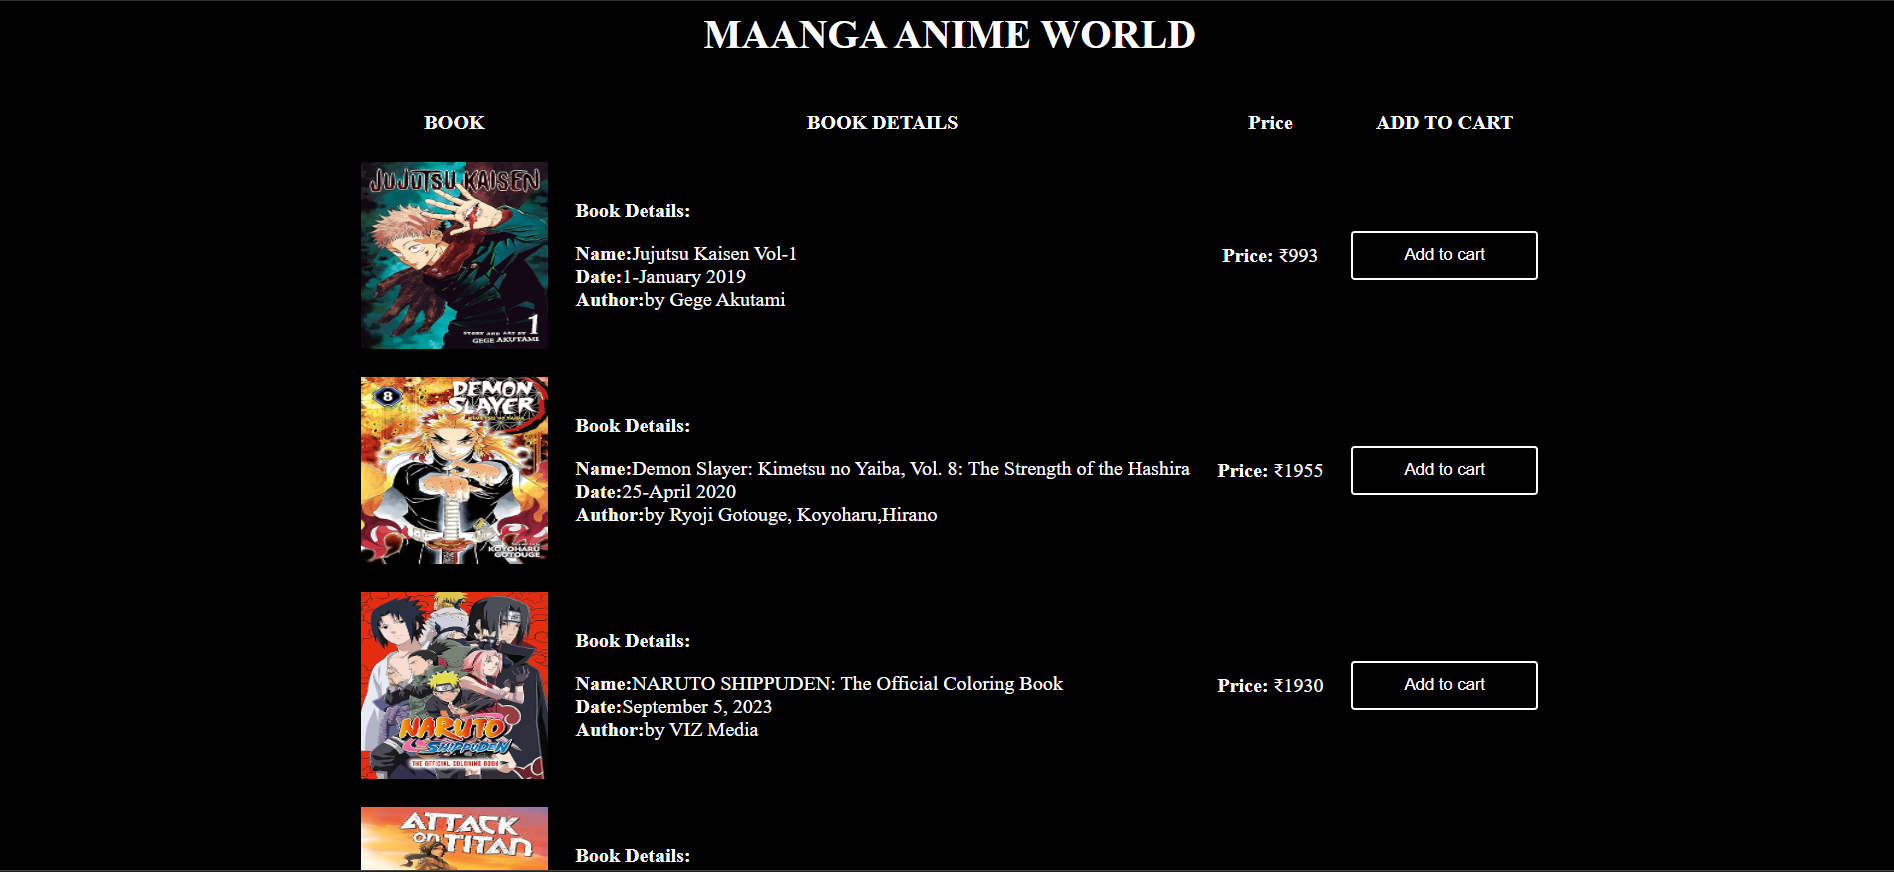 MAANGA ANIME WORLD
BOOK BOOK DETAILS Price ADD TO CART
JUJUTSU KAISEN
1
STORY AND ART BY
GEGE AKUTAMI
Book Details:
Name:Jujutsu Kaisen Vol-1
Date:1-January 2019
Author:by Gege Akutami
Price: ₹993
Add to cart
8
DEMON
SLAYER
KIMETSU NO YAIBA
KOYOHARU
GOTOUGE
Book Details:
Name:Demon Slayer: Kimetsu no Yaiba, Vol. 8: The Strength of the Hashira
Date:25-April 2020
Author:by Ryoji Gotouge, Koyoharu,Hirano
Price: ₹1955
Add to cart
NARUTO
SHIPPUDEN
THE OFFICIAL COLORING BOOK
Book Details:
Name:NARUTO SHIPPUDEN: The Official Coloring Book
Date:September 5, 2023
Author:by VIZ Media
Price: ₹1930
Add to cart
ATTACK
ON TITAN
Book Details: